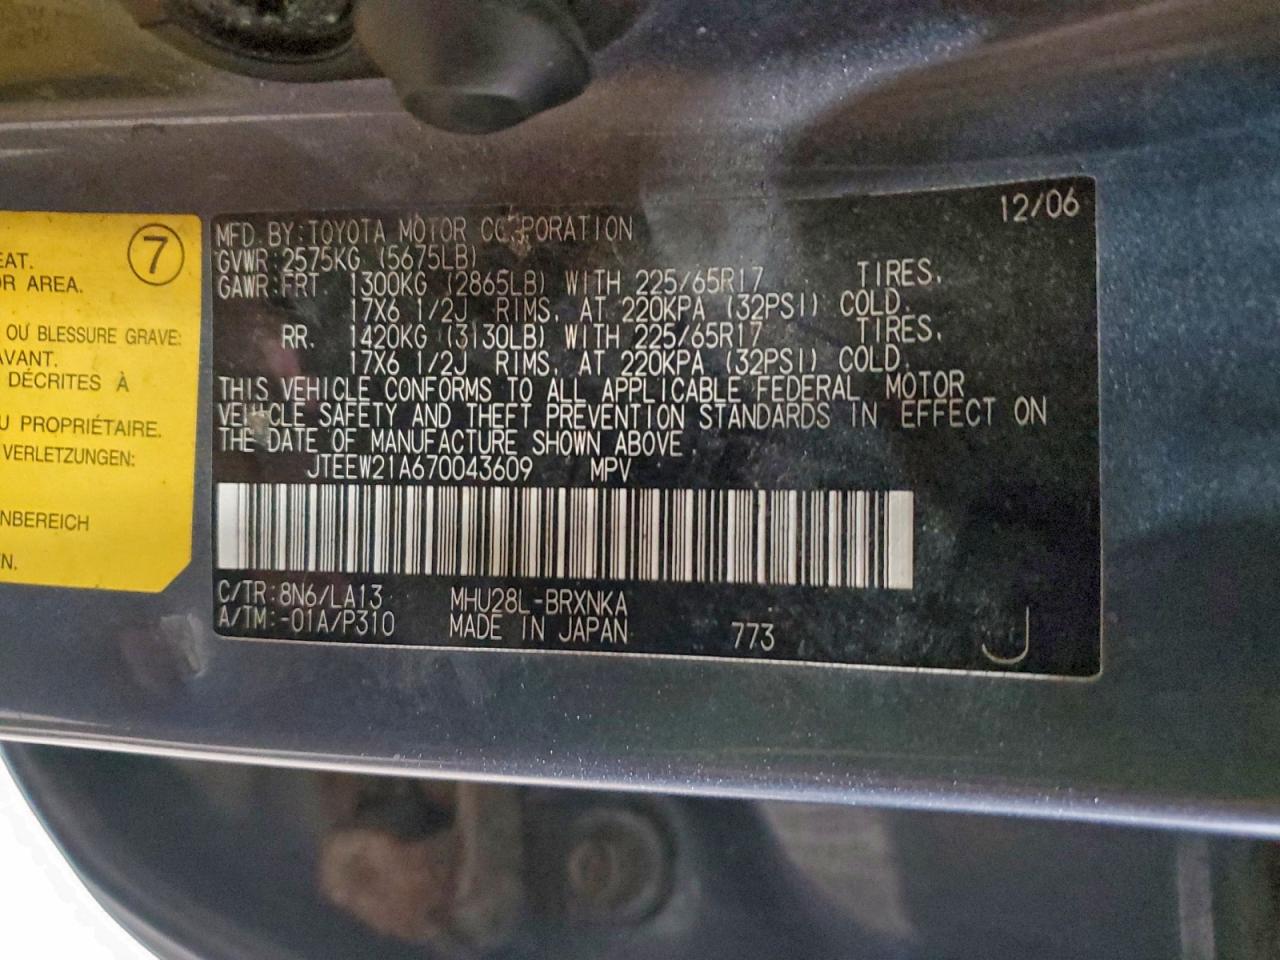 12/06
MFD. BY: TOYOTA MOTOR CORPORATION
GVWR: 2575KG (5675LB)
GAWR: FRT. 1300KG (2865LB) WITH 225/65R17 TIRES.
17X6 1/2J RIMS. AT 220KPA (32PSI) COLD.
RR. 1420KG (3130LB) WITH 225/65R17 TIRES.
17X6 1/2J RIMS. AT 220KPA (32PSI) COLD.
THIS VEHICLE CONFORMS TO ALL APPLICABLE FEDERAL MOTOR
VEHICLE SAFETY AND THEFT PREVENTION STANDARDS IN EFFECT ON
THE DATE OF MANUFACTURE SHOWN ABOVE.
JTEEW21A670043609 MPV
C/TR: 8N6/LA13 MHU28L-BRXNKA
A/TM: -01A/P310 MADE IN JAPAN 773 J
7
EAT.
OR AREA.
OU BLESSURE GRAVE:
AVANT.
DÉCRITES À
U PROPRIÉTAIRE.
VERLETZUNGEN:
NBEREICH
EN.